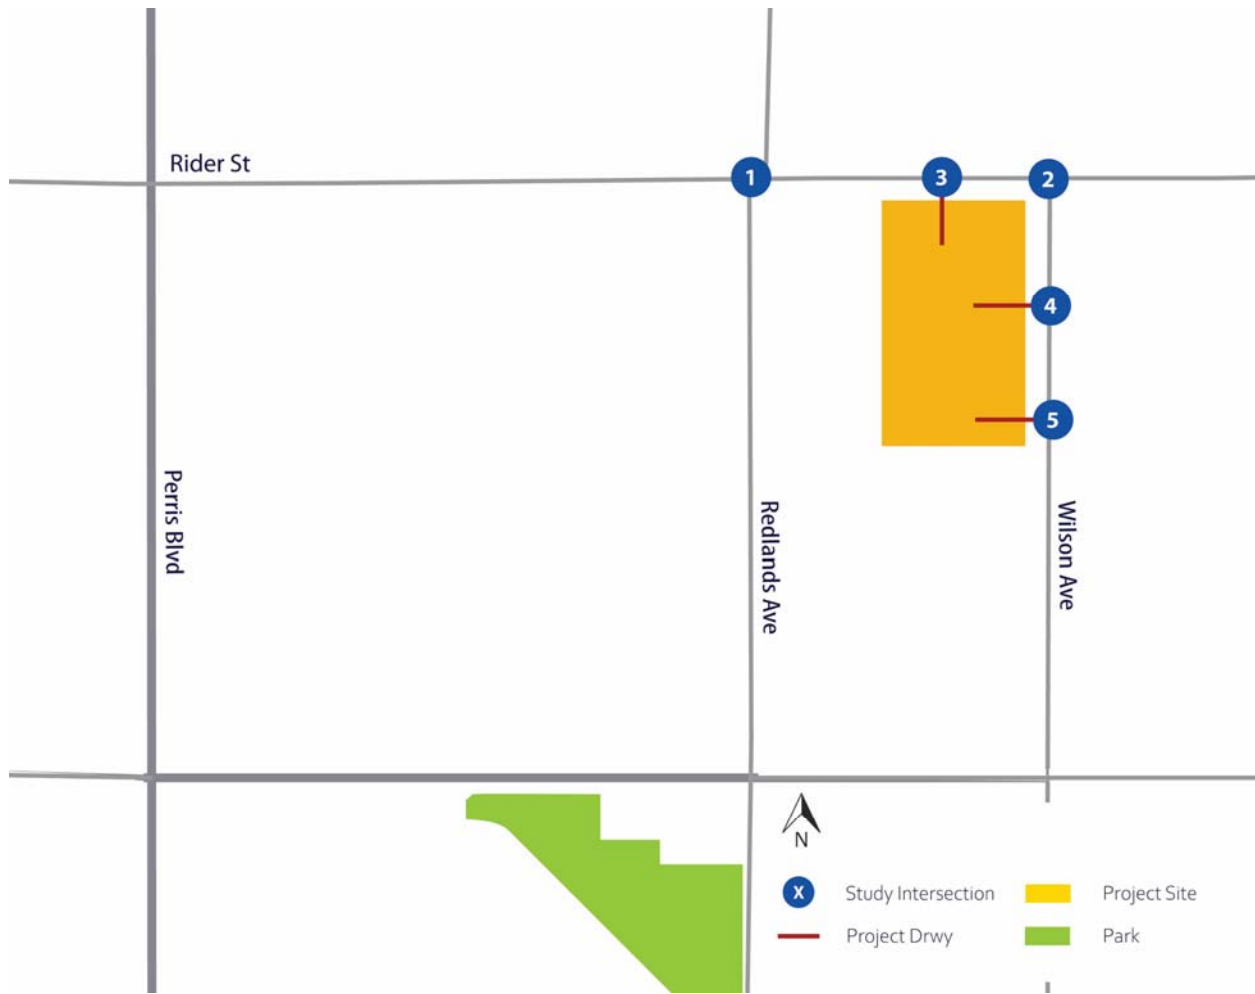 Rider St
1
3
2
4
5
Perris Blvd
Redlands Ave
Wilson Ave
N
X Study Intersection
Project Site
Project Drwy
Park